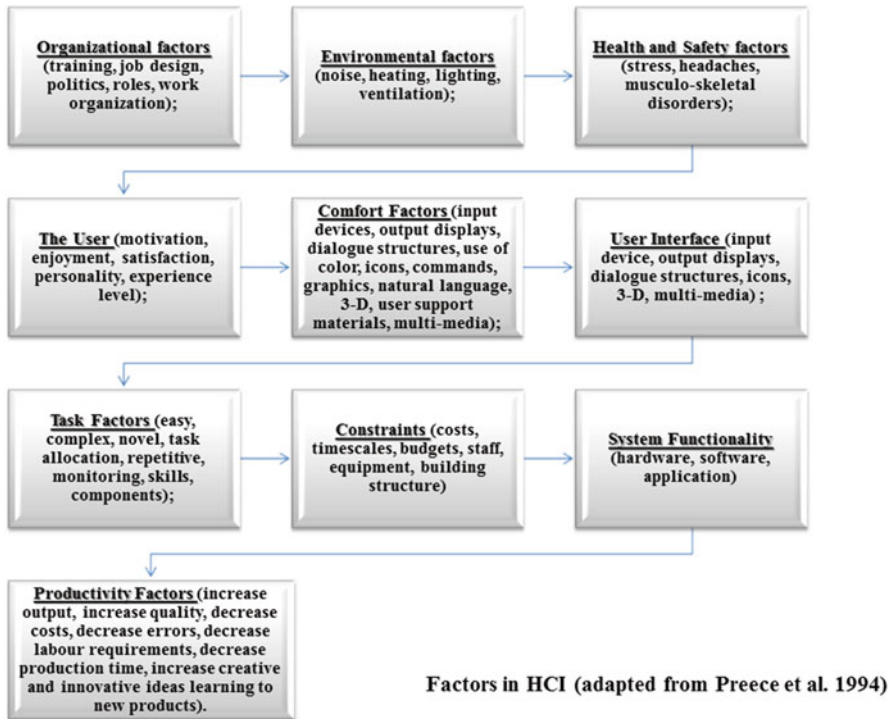 Organizational factors
(training, job design,
politics, roles, work
organization);
Environmental factors
(noise, heating, lighting,
ventilation);
Health and Safety factors
(stress, headaches,
musculo-skeletal
disorders);
The User (motivation,
enjoyment, satisfaction,
personality, experience
level);
Comfort Factors (input
devices, output displays,
dialogue structures, use of
color, icons, commands,
graphics, natural language,
3-D, user support
materials, multi-media);
User Interface (input
device, output displays,
dialogue structures, icons,
3-D, multi-media) ;
Task Factors (easy,
complex, novel, task
allocation, repetitive,
monitoring, skills,
components);
Constraints (costs,
timescales, budgets, staff,
equipment, building
structure)
System Functionality
(hardware, software,
application)
Productivity Factors (increase
output, increase quality, decrease
costs, decrease errors, decrease
labour requirements, decrease
production time, increase creative
and innovative ideas learning to
new products).
Factors in HCI (adapted from Preece et al. 1994)